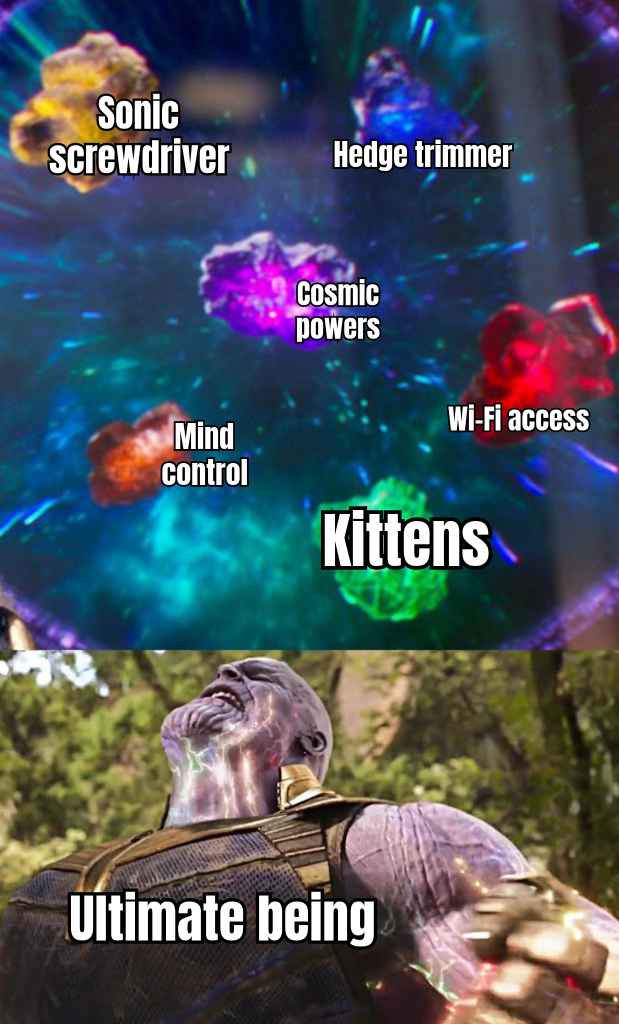 Sonic
screwdriver
Hedge trimmer
Cosmic
powers
Wi-Fi access
Mind
control
Kittens
Ultimate being